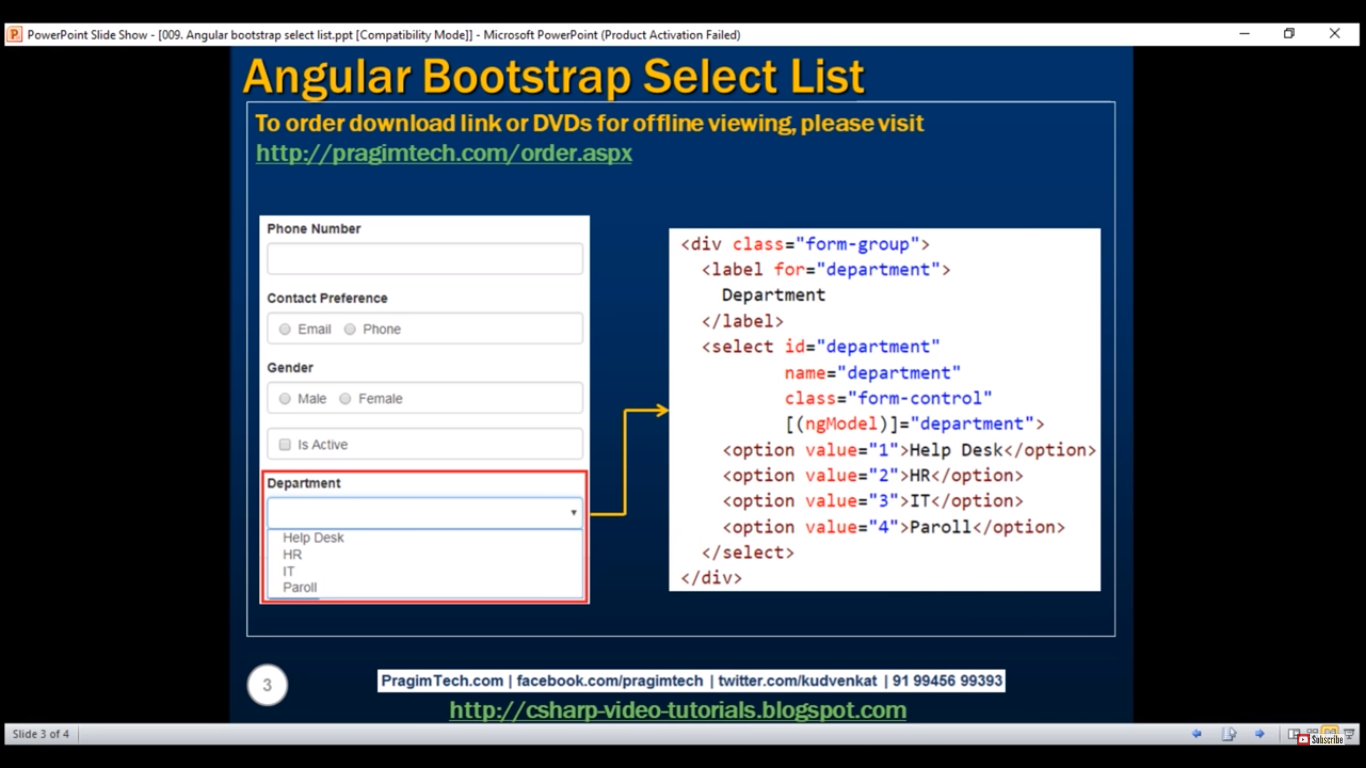 PowerPoint Slide Show - [009. Angular bootstrap select list.ppt [Compatibility Mode]] - Microsoft PowerPoint (Product Activation Failed)
Angular Bootstrap Select List
To order download link or DVDs for offline viewing, please visit
http://pragimtech.com/order.aspx
Phone Number
Contact Preference
Email Phone
Gender
Male Female
Is Active
Department
Help Desk
HR
IT
Paroll
<div class="form-group">
<label for="department">
Department
</label>
<select id="department"
name="department"
class="form-control"
[(ngModel)]="department">
<option value="1">Help Desk</option>
<option value="2">HR</option>
<option value="3">IT</option>
<option value="4">Paroll</option>
</select>
</div>
3
PragimTech.com | facebook.com/pragimtech | twitter.com/kudvenkat | 91 99456 99393
http://csharp-video-tutorials.blogspot.com
Slide 3 of 4
Subscribe